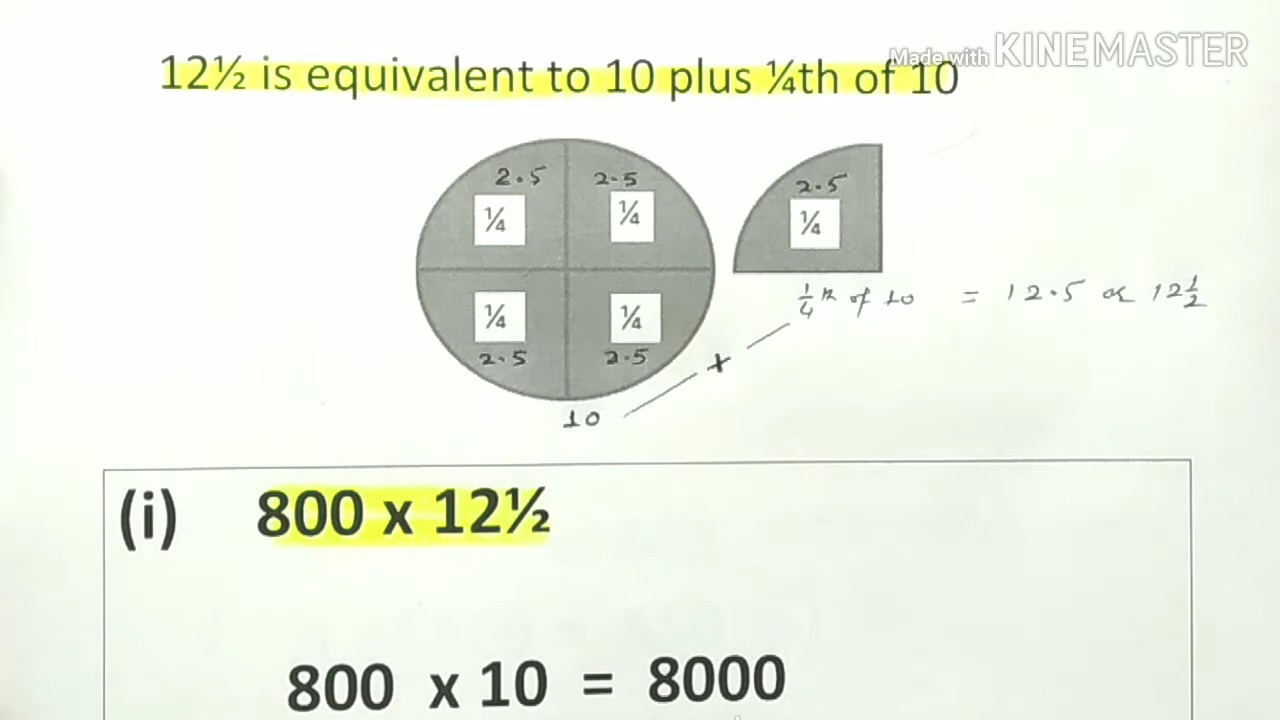 Made with KINEMASTER
12½ is equivalent to 10 plus ¼th of 10
2.5 2.5 2.5
¼ ¼ ¼
¼th of 10 = 12.5 or 12½
¼ ¼
2.5 2.5
+
10
(i) 800 x 12½
800 x 10 = 8000